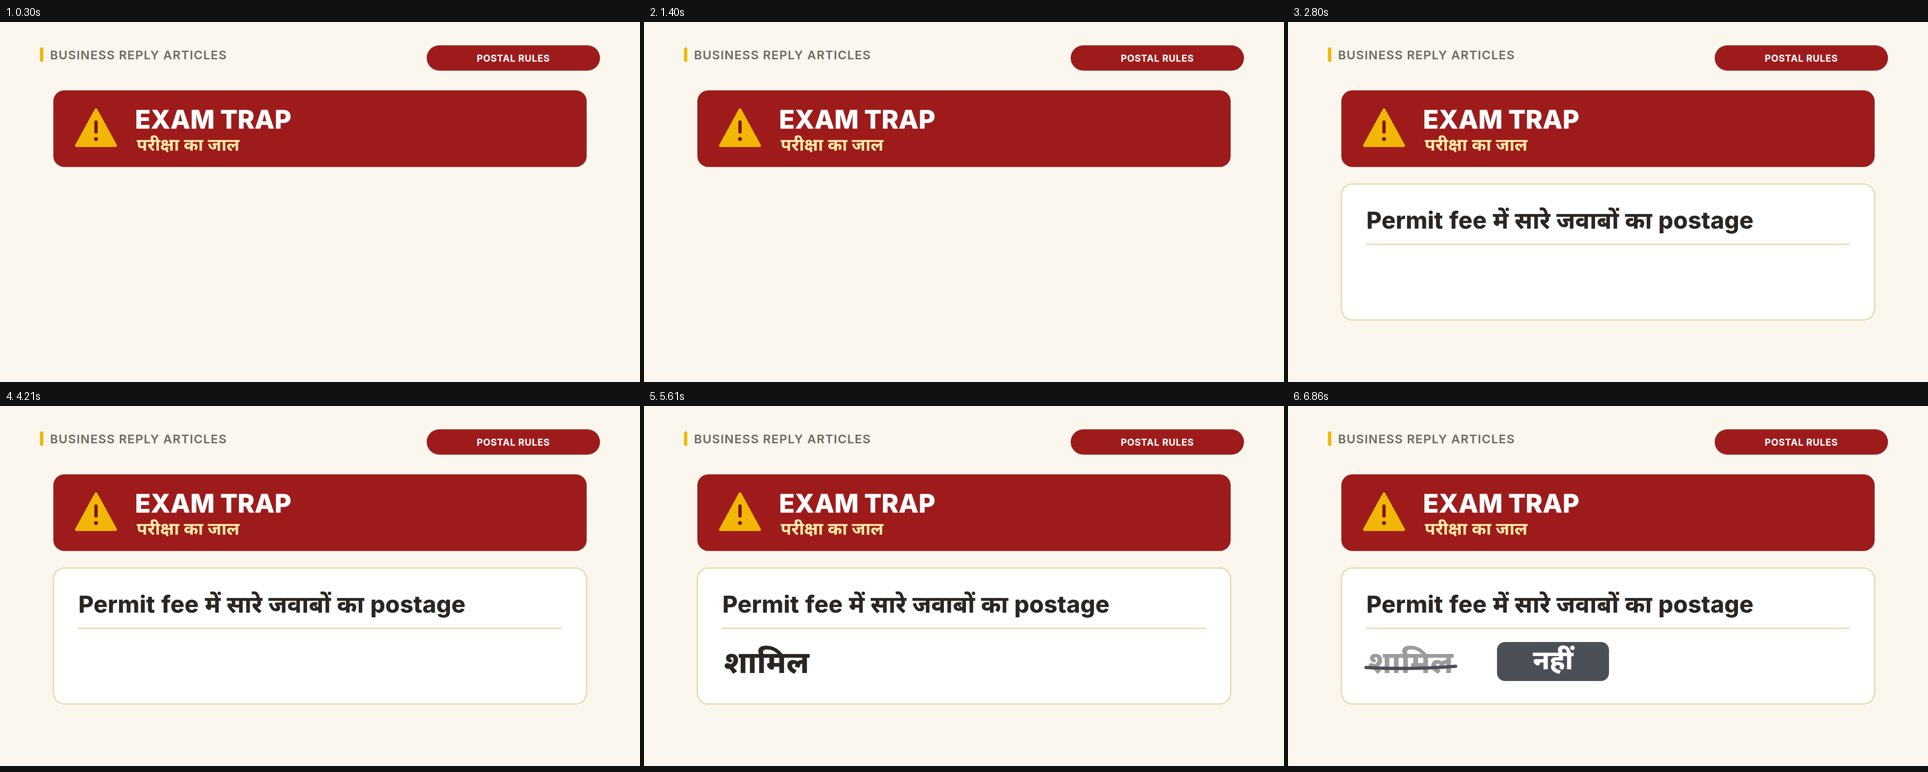 1. 0.30s
BUSINESS REPLY ARTICLES
POSTAL RULES
EXAM TRAP
परीक्षा का जाल
2. 1.40s
BUSINESS REPLY ARTICLES
POSTAL RULES
EXAM TRAP
परीक्षा का जाल
3. 2.80s
BUSINESS REPLY ARTICLES
POSTAL RULES
EXAM TRAP
परीक्षा का जाल
Permit fee में सारे जवाबों का postage
4. 4.21s
BUSINESS REPLY ARTICLES
POSTAL RULES
EXAM TRAP
परीक्षा का जाल
Permit fee में सारे जवाबों का postage
5. 5.61s
BUSINESS REPLY ARTICLES
POSTAL RULES
EXAM TRAP
परीक्षा का जाल
Permit fee में सारे जवाबों का postage
शामिल
6. 6.86s
BUSINESS REPLY ARTICLES
POSTAL RULES
EXAM TRAP
परीक्षा का जाल
Permit fee में सारे जवाबों का postage
शामिल नहीं